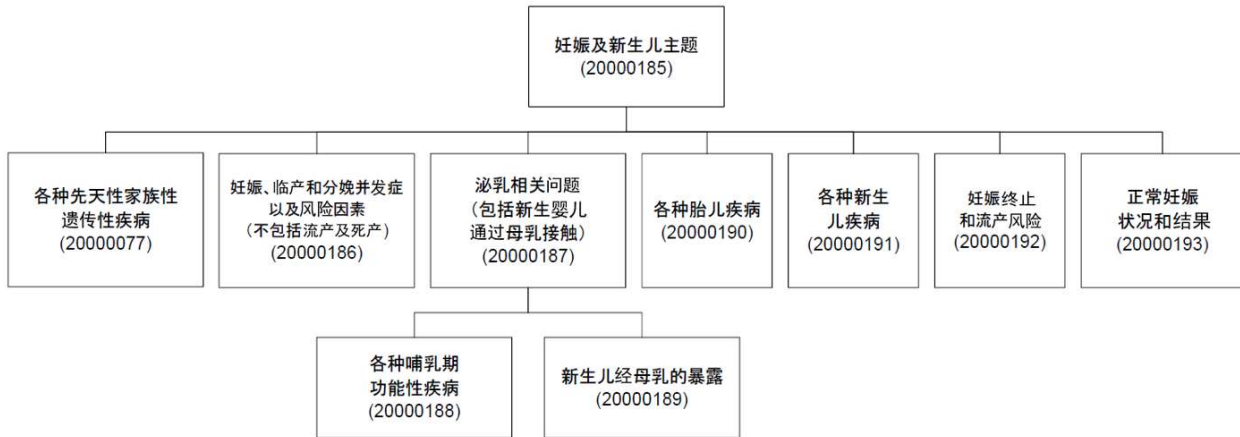 妊娠及新生儿主题
(20000185)
各种先天性家族性
遗传性疾病
(20000077)
妊娠、临产和分娩并发症
以及风险因素
(不包括流产及死产)
(20000186)
泌乳相关问题
(包括新生婴儿
通过母乳接触)
(20000187)
各种胎儿疾病
(20000190)
各种新生
儿疾病
(20000191)
妊娠终止
和流产风险
(20000192)
正常妊娠
状况和结果
(20000193)
各种哺乳期
功能性疾病
(20000188)
新生儿经母乳的暴露
(20000189)